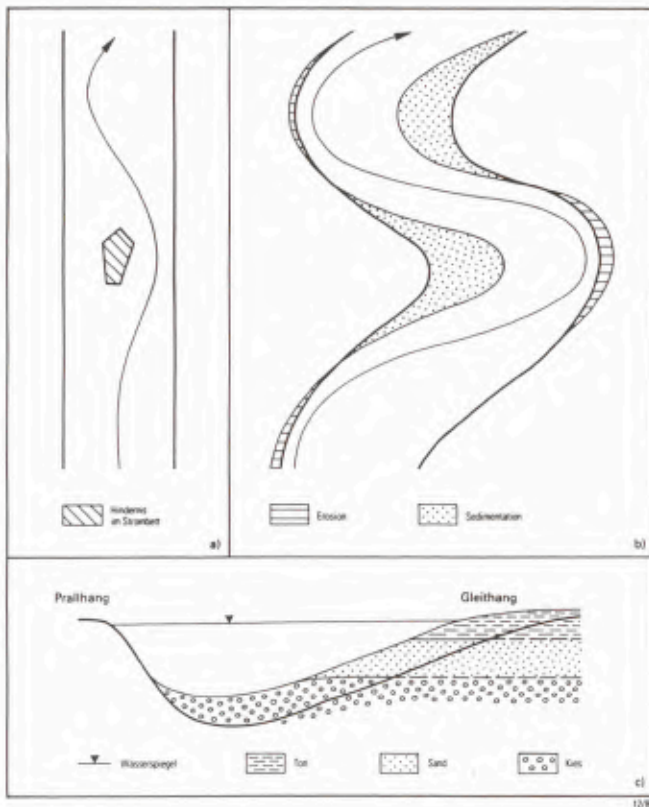 Hindernis
im Strombett
a)
Erosion
Sedimentation
b)
Prallhang
Gleithang
Wasserspiegel
Ton
Sand
Kies
c)